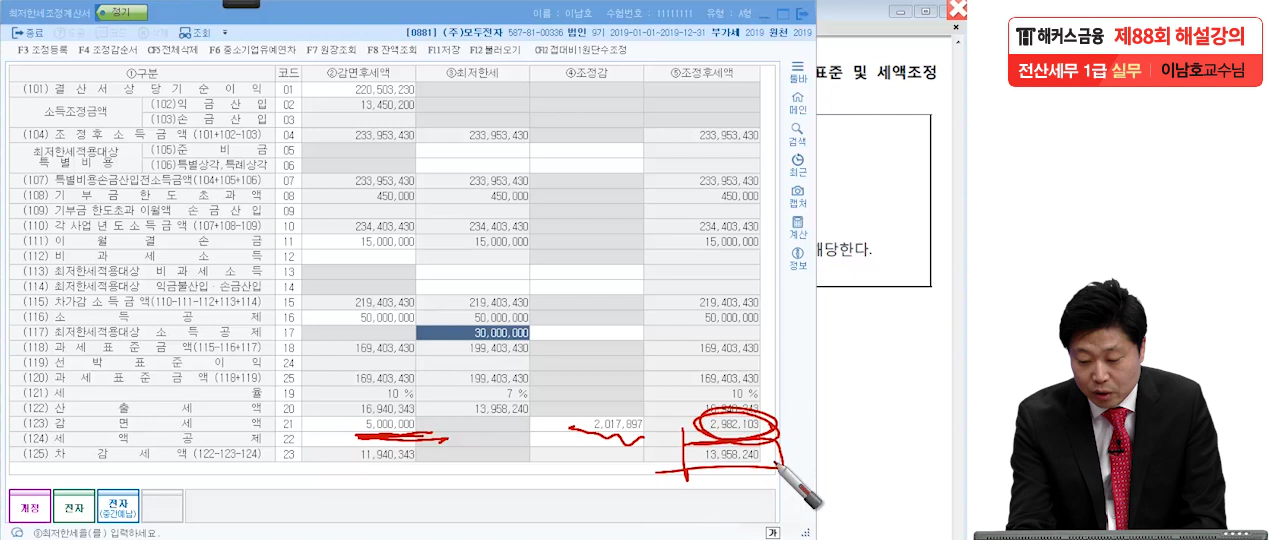 최저한세조정계산서 정기 이름 : 이남호 수험번호 : 11111111 유형 : A형
종료 도움 코드 삭제 조회 [0881] (주)모두전자 587-81-00336 법인 9기 2019-01-01~2019-12-31 부가세 2019 원천 2019
F3 조정등록 F4 조정감순서 CF5 전체삭제 F6 중소기업유예연차 F7 원장조회 F8 잔액조회 F11저장 F12 불러오기 CF12 접대비1원단수조정
①구분 코드 ②감면후세액 ③최저한세 ④조정감 ⑤조정후세액
(101) 결 산 서 상 당 기 순 이 익 01 220,503,230
소득조정금액 (102)익 금 산 입 02 13,450,200
(103)손 금 산 입 03
(104) 조 정 후 소 득 금 액 (101+102-103) 04 233,953,430 233,953,430 233,953,430
최저한세적용대상 특 별 비 용 (105)준 비 금 05
(106)특별상각,특례상각 06
(107) 특별비용손금산입전소득금액(104+105+106) 07 233,953,430 233,953,430 233,953,430
(108) 기 부 금 한 도 초 과 액 08 450,000 450,000 450,000
(109) 기부금 한도초과 이월액 손 금 산 입 09
(110) 각 사업 년 도 소 득 금 액 (107+108-109) 10 234,403,430 234,403,430 234,403,430
(111) 이 월 결 손 금 11 15,000,000 15,000,000 15,000,000
(112) 비 과 세 소 득 12
(113) 최저한세적용대상 비 과 세 소 득 13
(114) 최저한세적용대상 익금불산입·손금산입 14
(115) 차가감 소 득 금 액(110-111-112+113+114) 15 219,403,430 219,403,430 219,403,430
(116) 소 득 공 제 16 50,000,000 50,000,000 50,000,000
(117) 최저한세적용대상 소 득 공 제 17 30,000,000
(118) 과 세 표 준 금 액(115-116+117) 18 169,403,430 199,403,430 169,403,430
(119) 선 박 표 준 이 익 24
(120) 과 세 표 준 금 액 (118+119) 25 169,403,430 199,403,430 169,403,430
(121) 세 율 19 10 % 7 % 10 %
(122) 산 출 세 액 20 16,940,343 13,958,240 16,940,343
(123) 감 면 세 액 21 5,000,000 2,017,897 2,982,103
(124) 세 액 공 제 22
(125) 차 감 세 액 (122-123-124) 23 11,940,343 13,958,240
계정 전자 전자
(중간예납)
③최저한세을(를) 입력하세요. 가
툴바
메인
검색
최근
캡처
계산
정보
표준 및 세액조정
해당한다.
해커스금융 제88회 해설강의
전산세무 1급 실무 이남호교수님